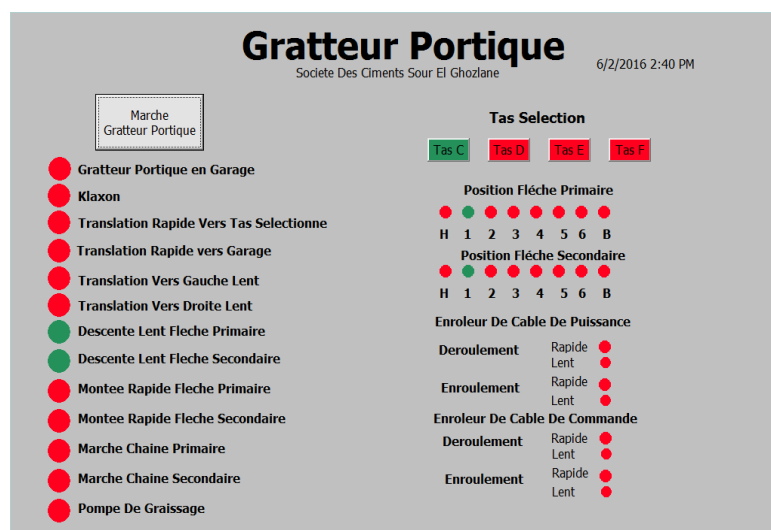 Gratteur Portique
Societe Des Ciments Sour El Ghozlane
6/2/2016 2:40 PM
Marche
Gratteur Portique
Gratteur Portique en Garage
Klaxon
Translation Rapide Vers Tas Selectionne
Translation Rapide vers Garage
Translation Vers Gauche Lent
Translation Vers Droite Lent
Descente Lent Fleche Primaire
Descente Lent Fleche Secondaire
Montee Rapide Fleche Primaire
Montee Rapide Fleche Secondaire
Marche Chaine Primaire
Marche Chaine Secondaire
Pompe De Graissage
Tas Selection
Tas C Tas D Tas E Tas F
Position Fléche Primaire
H 1 2 3 4 5 6 B
Position Fléche Secondaire
H 1 2 3 4 5 6 B
Enroleur De Cable De Puissance
Deroulement Rapide
Lent
Enroulement Rapide
Lent
Enroleur De Cable De Commande
Deroulement Rapide
Lent
Enroulement Rapide
Lent